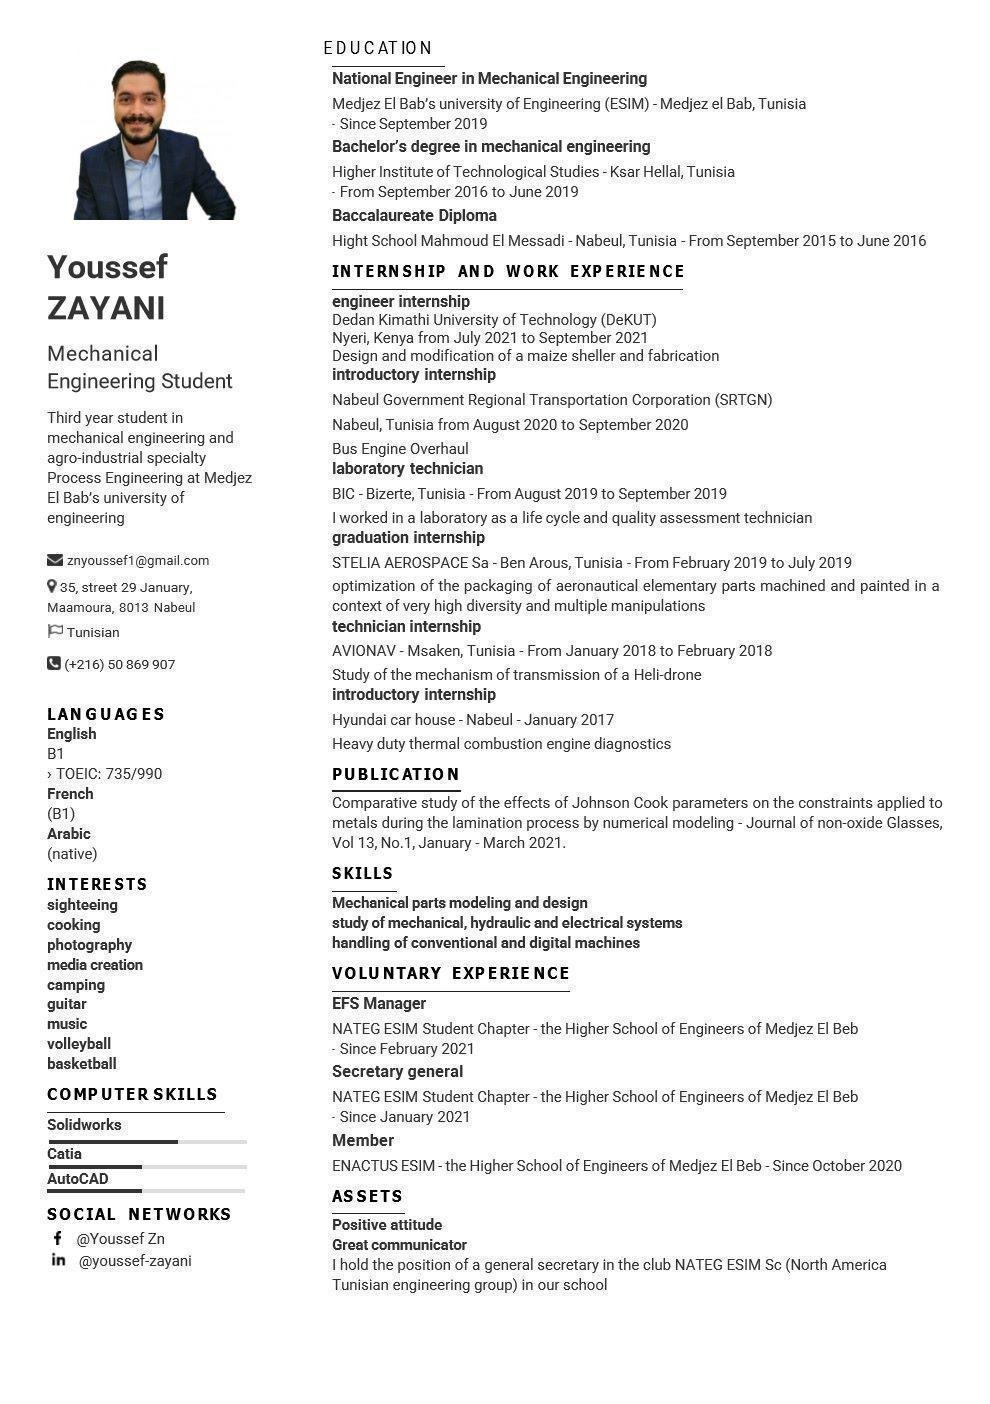 Youssef
ZAYANI
Mechanical
Engineering Student
Third year student in
mechanical engineering and
agro-industrial specialty
Process Engineering at Medjez
El Bab’s university of
engineering
znyoussef1@gmail.com
35, street 29 January,
Maamoura, 8013 Nabeul
Tunisian
(+216) 50 869 907
LANGUAGES
English
B1
› TOEIC: 735/990
French
(B1)
Arabic
(native)
INTERESTS
sighteeing
cooking
photography
media creation
camping
guitar
music
volleyball
basketball
COMPUTER SKILLS
Solidworks
Catia
AutoCAD
SOCIAL NETWORKS
@Youssef Zn
@youssef-zayani
EDUCATION
National Engineer in Mechanical Engineering
Medjez El Bab’s university of Engineering (ESIM) - Medjez el Bab, Tunisia
- Since September 2019
Bachelor’s degree in mechanical engineering
Higher Institute of Technological Studies - Ksar Hellal, Tunisia
- From September 2016 to June 2019
Baccalaureate Diploma
Hight School Mahmoud El Messadi - Nabeul, Tunisia - From September 2015 to June 2016
INTERNSHIP AND WORK EXPERIENCE
engineer internship
Dedan Kimathi University of Technology (DeKUT)
Nyeri, Kenya from July 2021 to September 2021
Design and modification of a maize sheller and fabrication
introductory internship
Nabeul Government Regional Transportation Corporation (SRTGN)
Nabeul, Tunisia from August 2020 to September 2020
Bus Engine Overhaul
laboratory technician
BIC - Bizerte, Tunisia - From August 2019 to September 2019
I worked in a laboratory as a life cycle and quality assessment technician
graduation internship
STELIA AEROSPACE Sa - Ben Arous, Tunisia - From February 2019 to July 2019
optimization of the packaging of aeronautical elementary parts machined and painted in a
context of very high diversity and multiple manipulations
technician internship
AVIONAV - Msaken, Tunisia - From January 2018 to February 2018
Study of the mechanism of transmission of a Heli-drone
introductory internship
Hyundai car house - Nabeul - January 2017
Heavy duty thermal combustion engine diagnostics
PUBLICATION
Comparative study of the effects of Johnson Cook parameters on the constraints applied to
metals during the lamination process by numerical modeling - Journal of non-oxide Glasses,
Vol 13, No.1, January - March 2021.
SKILLS
Mechanical parts modeling and design
study of mechanical, hydraulic and electrical systems
handling of conventional and digital machines
VOLUNTARY EXPERIENCE
EFS Manager
NATEG ESIM Student Chapter - the Higher School of Engineers of Medjez El Beb
- Since February 2021
Secretary general
NATEG ESIM Student Chapter - the Higher School of Engineers of Medjez El Beb
- Since January 2021
Member
ENACTUS ESIM - the Higher School of Engineers of Medjez El Beb - Since October 2020
ASSETS
Positive attitude
Great communicator
I hold the position of a general secretary in the club NATEG ESIM Sc (North America
Tunisian engineering group) in our school